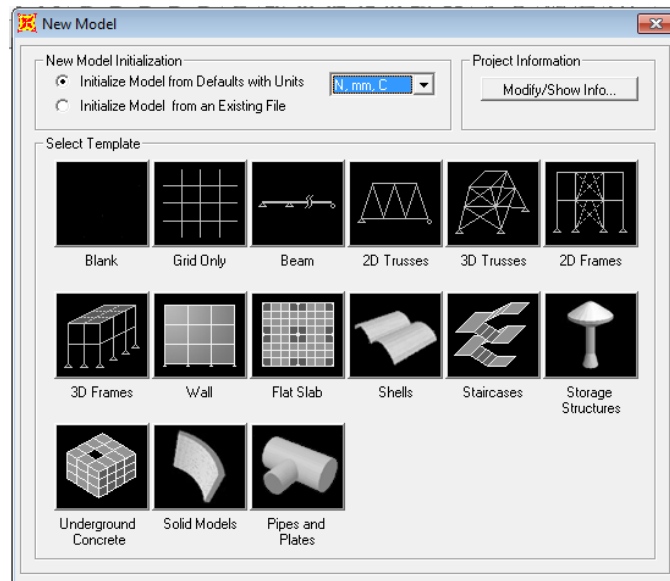 New Model
New Model Initialization
Initialize Model from Defaults with Units
N, mm, C
Initialize Model from an Existing File
Project Information
Modify/Show Info...
Select Template
Blank
Grid Only
Beam
2D Trusses
3D Trusses
2D Frames
3D Frames
Wall
Flat Slab
Shells
Staircases
Storage
Structures
Underground
Concrete
Solid Models
Pipes and
Plates